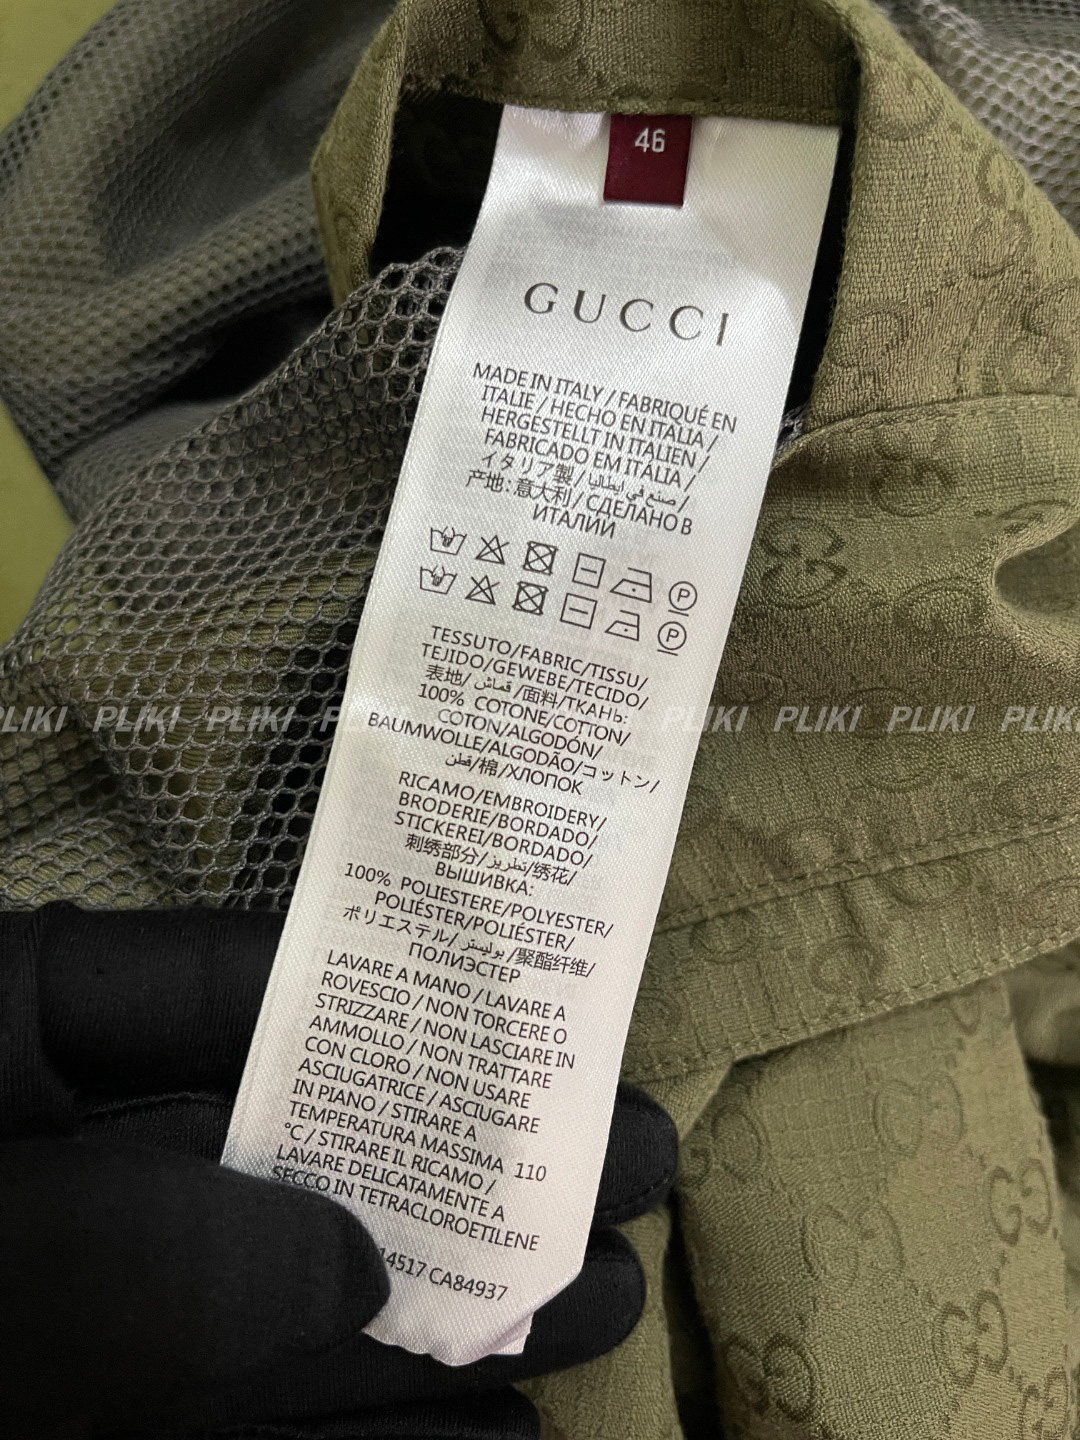 46
GUCCI
MADE IN ITALY / FABRIQUÉ EN
ITALIE / HECHO EN ITALIA /
HERGESTELLT IN ITALIEN /
FABRICADO EM ITALIA /
イタリア製 / صنع في إيطاليا /
产地: 意大利 / СДЕЛАНО В
ИТАЛИИ
P
P
TESSUTO/FABRIC/TISSU/
TEJIDO/GEWEBE/TECIDO/
表地/ قماش /面料/ТКАНЬ:
100% COTONE/COTTON/
COTON/ALGODÓN/
BAUMWOLLE/ALGODÃO/コットン/
قطن/棉/ХЛОПОК
RICAMO/EMBROIDERY/
BRODERIE/BORDADO/
STICKEREI/BORDADO/
刺绣部分/تطريز/绣花/
ВЫШИВКА:
100% POLIESTERE/POLYESTER/
POLIÉSTER/POLIÉSTER/
ポリエステル/ بوليستر /聚酯纤维/
ПОЛИЭСТЕР
LAVARE A MANO / LAVARE A
ROVESCIO / NON TORCERE O
STRIZZARE / NON LASCIARE IN
AMMOLLO / NON TRATTARE
CON CLORO / NON USARE
ASCIUGATRICE / ASCIUGARE
IN PIANO / STIRARE A
TEMPERATURA MASSIMA 110
°C / STIRARE IL RICAMO /
LAVARE DELICATAMENTE A
SECCO IN TETRACLOROETILENE
14517 CA84937
PLIKI PLIKI PLIKI PLIKI PLIKI PLIKI PLIKI PLIKI